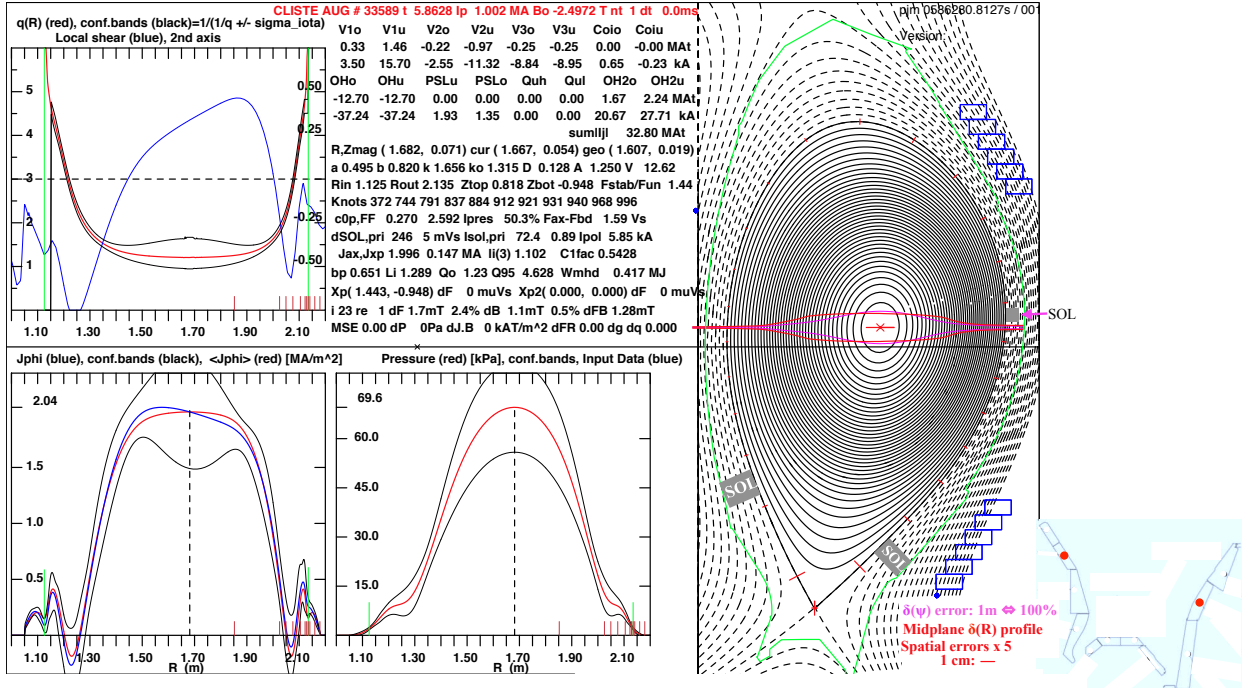 CLISTE AUG # 33589 t 5.8628 Ip 1.002 MA Bo -2.4972 T nt 1 dt 0.0ms
pjm 0586280.8127s / 001
Version:
q(R) (red), conf.bands (black)=1/(1/q +/- sigma_iota)
Local shear (blue), 2nd axis
5
4
3
2
1
0.50
0.25
-0.25
-0.50
1.10 1.30 1.50 1.70 1.90 2.10
V1o V1u V2o V2u V3o V3u Coio Coiu
0.33 1.46 -0.22 -0.97 -0.25 -0.25 0.00 -0.00 MAt
3.50 15.70 -2.55 -11.32 -8.84 -8.95 0.65 -0.23 kA
OHo OHu PSLu PSLo Quh Qul OH2o OH2u
-12.70 -12.70 0.00 0.00 0.00 0.00 1.67 2.24 MAt
-37.24 -37.24 1.93 1.35 0.00 0.00 20.67 27.71 kA
sumIljl 32.80 MAt
R,Zmag ( 1.682, 0.071) cur ( 1.667, 0.054) geo ( 1.607, 0.019)
a 0.495 b 0.820 k 1.656 ko 1.315 D 0.128 A 1.250 V 12.62
Rin 1.125 Rout 2.135 Ztop 0.818 Zbot -0.948 Fstab/Fun 1.44
Knots 372 744 791 837 884 912 921 931 940 968 996
c0p,FF 0.270 2.592 Ipres 50.3% Fax-Fbd 1.59 Vs
dSOL,pri 246 5 mVs Isol,pri 72.4 0.89 Ipol 5.85 kA
Jax,Jxp 1.996 0.147 MA li(3) 1.102 C1fac 0.5428
bp 0.651 Li 1.289 Qo 1.23 Q95 4.628 Wmhd 0.417 MJ
Xp( 1.443, -0.948) dF 0 muVs Xp2( 0.000, 0.000) dF 0 muVs
i 23 re 1 dF 1.7mT 2.4% dB 1.1mT 0.5% dFB 1.28mT
MSE 0.00 dP 0Pa dJ.B 0 kAT/m^2 dFR 0.00 dg dq 0.000
Jphi (blue), conf.bands (black), <Jphi> (red) [MA/m^2]
2.04
1.5
1.0
0.5
1.10 1.30 1.50 1.70 1.90 2.10
R (m)
Pressure (red) [kPa], conf.bands, Input Data (blue)
69.6
60.0
45.0
30.0
15.0
1.10 1.30 1.50 1.70 1.90 2.10
R (m)
SOL
SOL
SOL
δ(ψ) error: 1m ⇔ 100%
Midplane δ(R) profile
Spatial errors x 5
1 cm: —